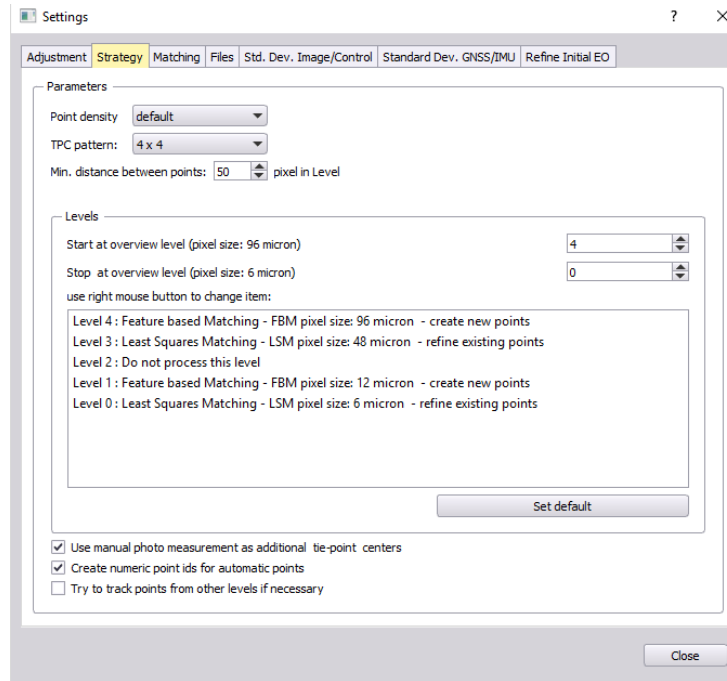 Settings ? ×
Adjustment Strategy Matching Files Std. Dev. Image/Control Standard Dev. GNSS/IMU Refine Initial EO
Parameters
Point density default
TPC pattern: 4 x 4
Min. distance between points: 50 pixel in Level
Levels
Start at overview level (pixel size: 96 micron) 4
Stop at overview level (pixel size: 6 micron) 0
use right mouse button to change item:
Level 4 : Feature based Matching - FBM pixel size: 96 micron - create new points
Level 3 : Least Squares Matching - LSM pixel size: 48 micron - refine existing points
Level 2 : Do not process this level
Level 1 : Feature based Matching - FBM pixel size: 12 micron - create new points
Level 0 : Least Squares Matching - LSM pixel size: 6 micron - refine existing points
Set default
Use manual photo measurement as additional tie-point centers
Create numeric point ids for automatic points
Try to track points from other levels if necessary
Close